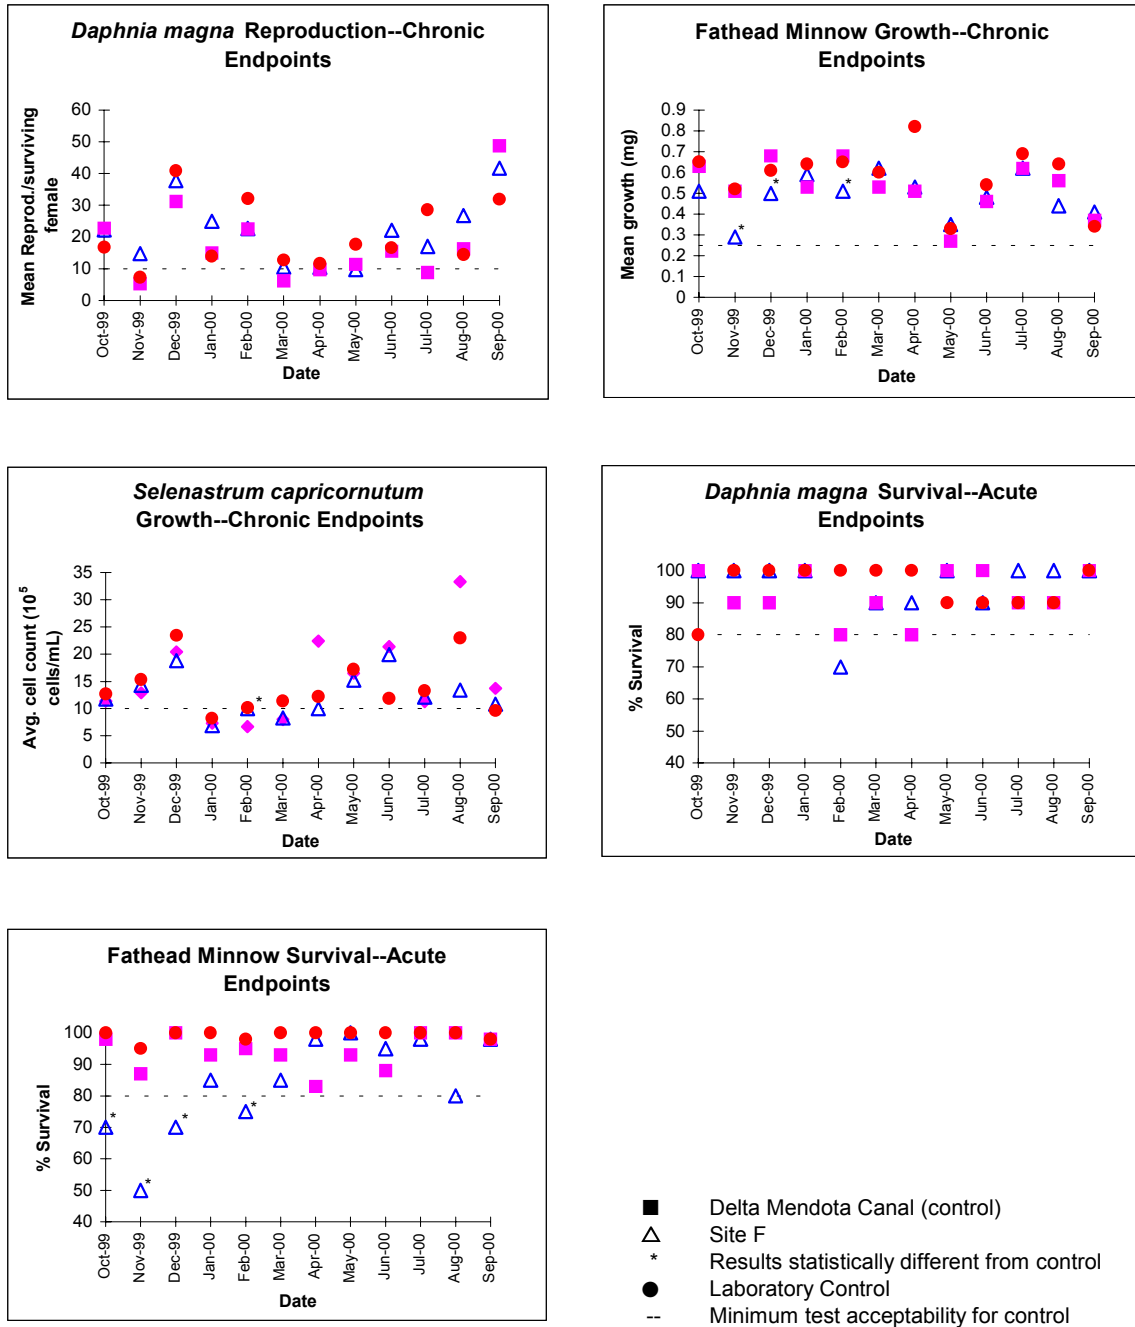 Daphnia magna Reproduction--Chronic
Endpoints
Mean Reprod./surviving
female
60
50
40
30
20
10
0
Oct-99
Nov-99
Dec-99
Jan-00
Feb-00
Mar-00
Apr-00
May-00
Jun-00
Jul-00
Aug-00
Sep-00
Date
Fathead Minnow Growth--Chronic
Endpoints
Mean growth (mg)
0.9
0.8
0.7
0.6
0.5
0.4
0.3
0.2
0.1
0
*
*
*
Oct-99
Nov-99
Dec-99
Jan-00
Feb-00
Mar-00
Apr-00
May-00
Jun-00
Jul-00
Aug-00
Sep-00
Date
Selenastrum capricornutum
Growth--Chronic Endpoints
Avg. cell count (10⁵
cells/mL)
35
30
25
20
15
10
5
0
*
Oct-99
Nov-99
Dec-99
Jan-00
Feb-00
Mar-00
Apr-00
May-00
Jun-00
Jul-00
Aug-00
Sep-00
Date
Daphnia magna Survival--Acute
Endpoints
% Survival
100
90
80
70
60
50
40
Oct-99
Nov-99
Dec-99
Jan-00
Feb-00
Mar-00
Apr-00
May-00
Jun-00
Jul-00
Aug-00
Sep-00
Date
Fathead Minnow Survival--Acute
Endpoints
% Survival
100
90
80
70
60
50
40
*
*
*
*
Oct-99
Nov-99
Dec-99
Jan-00
Feb-00
Mar-00
Apr-00
May-00
Jun-00
Jul-00
Aug-00
Sep-00
Date
Delta Mendota Canal (control)
Site F
* Results statistically different from control
Laboratory Control
-- Minimum test acceptability for control